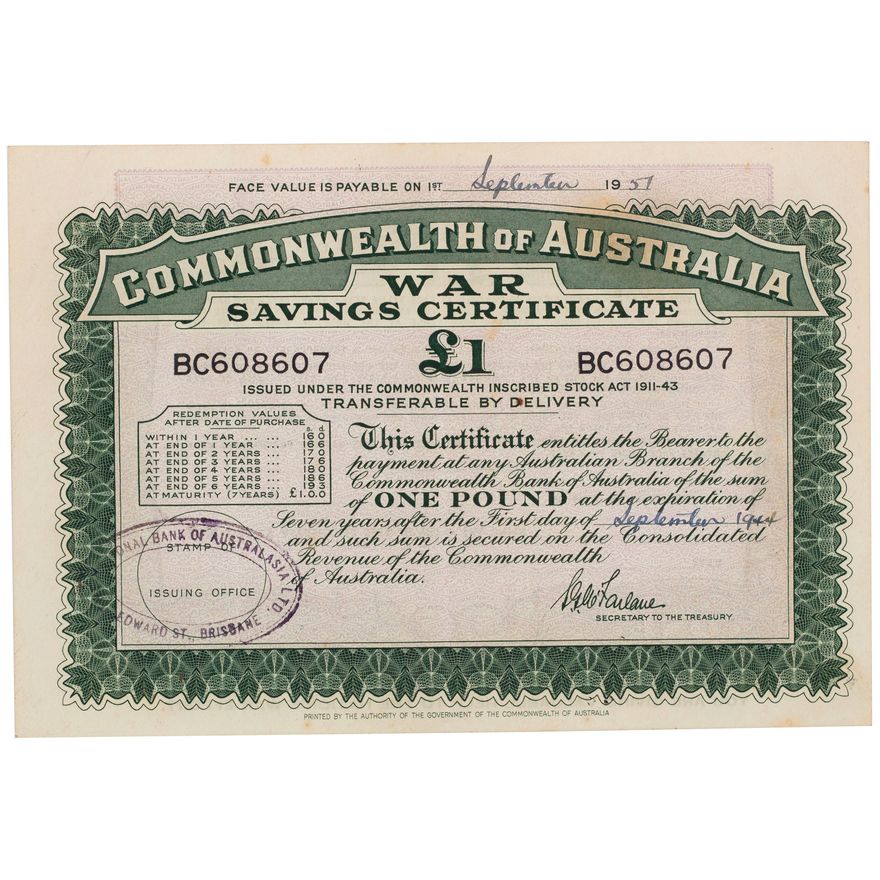 FACE VALUE IS PAYABLE ON 1ST September 1951
COMMONWEALTH OF AUSTRALIA
WAR
SAVINGS CERTIFICATE
£1
BC608607 BC608607
ISSUED UNDER THE COMMONWEALTH INSCRIBED STOCK ACT 1911-43
TRANSFERABLE BY DELIVERY
REDEMPTION VALUES
AFTER DATE OF PURCHASE
s. d.
WITHIN 1 YEAR ... ... 16 0
AT END OF 1 YEAR ... 16 6
AT END OF 2 YEARS ... 17 0
AT END OF 3 YEARS ... 17 6
AT END OF 4 YEARS ... 18 0
AT END OF 5 YEARS ... 18 6
AT END OF 6 YEARS ... 19 3
AT MATURITY (7 YEARS) £1.0.0
This Certificate entitles the Bearer to the
payment at any Australian Branch of the
Commonwealth Bank of Australia of the sum
of ONE POUND at the expiration of
Seven years after the First day of September 1944
and such sum is secured on the Consolidated
Revenue of the Commonwealth
of Australia.
STAMP OF
ISSUING OFFICE
ONAL BANK OF AUSTRALASIA LTD.
EDWARD ST. BRISBANE
SECRETARY TO THE TREASURY
PRINTED BY THE AUTHORITY OF THE GOVERNMENT OF THE COMMONWEALTH OF AUSTRALIA